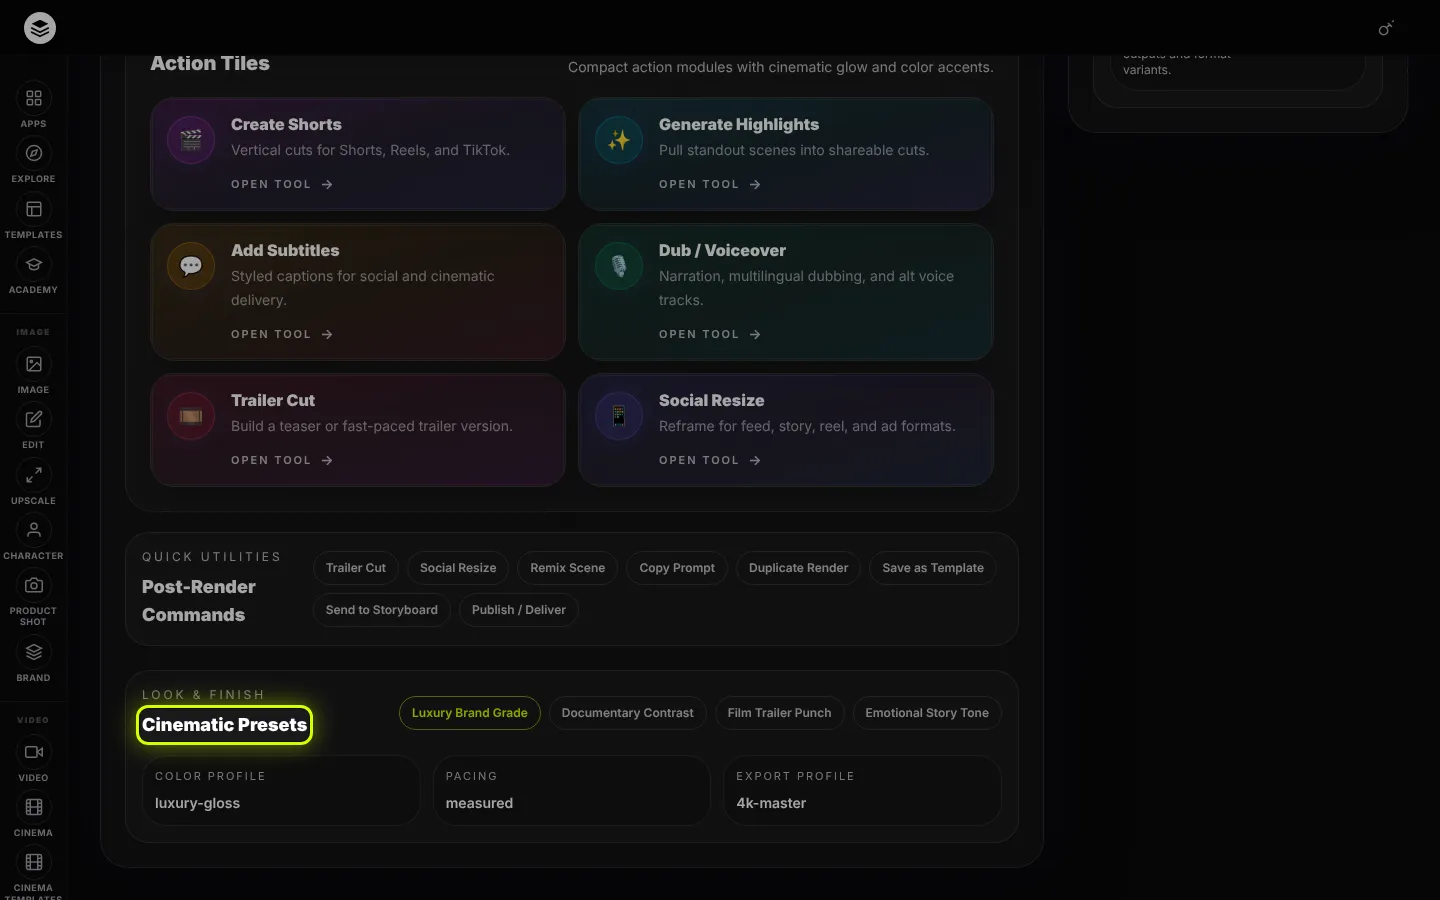 Action Tiles
Compact action modules with cinematic glow and color accents.
variants.
APPS
EXPLORE
TEMPLATES
ACADEMY
IMAGE
IMAGE
EDIT
UPSCALE
CHARACTER
PRODUCT
SHOT
BRAND
VIDEO
VIDEO
CINEMA
CINEMA
Create Shorts
Vertical cuts for Shorts, Reels, and TikTok.
OPEN TOOL →
Generate Highlights
Pull standout scenes into shareable cuts.
OPEN TOOL →
Add Subtitles
Styled captions for social and cinematic
delivery.
OPEN TOOL →
Dub / Voiceover
Narration, multilingual dubbing, and alt voice
tracks.
OPEN TOOL →
Trailer Cut
Build a teaser or fast-paced trailer version.
OPEN TOOL →
Social Resize
Reframe for feed, story, reel, and ad formats.
OPEN TOOL →
QUICK UTILITIES
Post-Render
Commands
Trailer Cut
Social Resize
Remix Scene
Copy Prompt
Duplicate Render
Save as Template
Send to Storyboard
Publish / Deliver
LOOK & FINISH
Cinematic Presets
Luxury Brand Grade
Documentary Contrast
Film Trailer Punch
Emotional Story Tone
COLOR PROFILE
luxury-gloss
PACING
measured
EXPORT PROFILE
4k-master